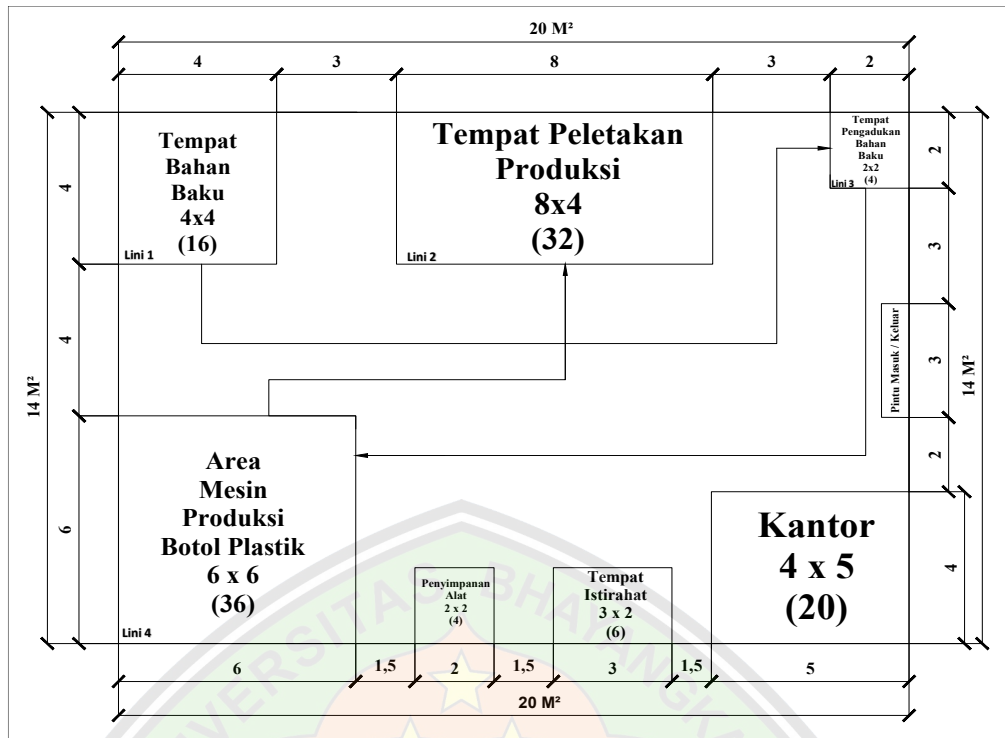 20 M²
4
3
8
3
2
Tempat
Bahan
Baku
4x4
(16)
Lini 1
Tempat Peletakan
Produksi
8x4
(32)
Lini 2
Tempat
Pengadukan
Bahan
Baku
2x2
(4)
Lini 3
4
4
6
14 M²
2
3
3
2
4
14 M²
Pintu Masuk / Keluar
Area
Mesin
Produksi
Botol Plastik
6 x 6
(36)
Lini 4
Penyimpanan
Alat
2 x 2
(4)
Tempat
Istirahat
3 x 2
(6)
Kantor
4 x 5
(20)
6
1,5
2
1,5
3
1,5
5
20 M²
UNIVERSITAS BHAYANGKA